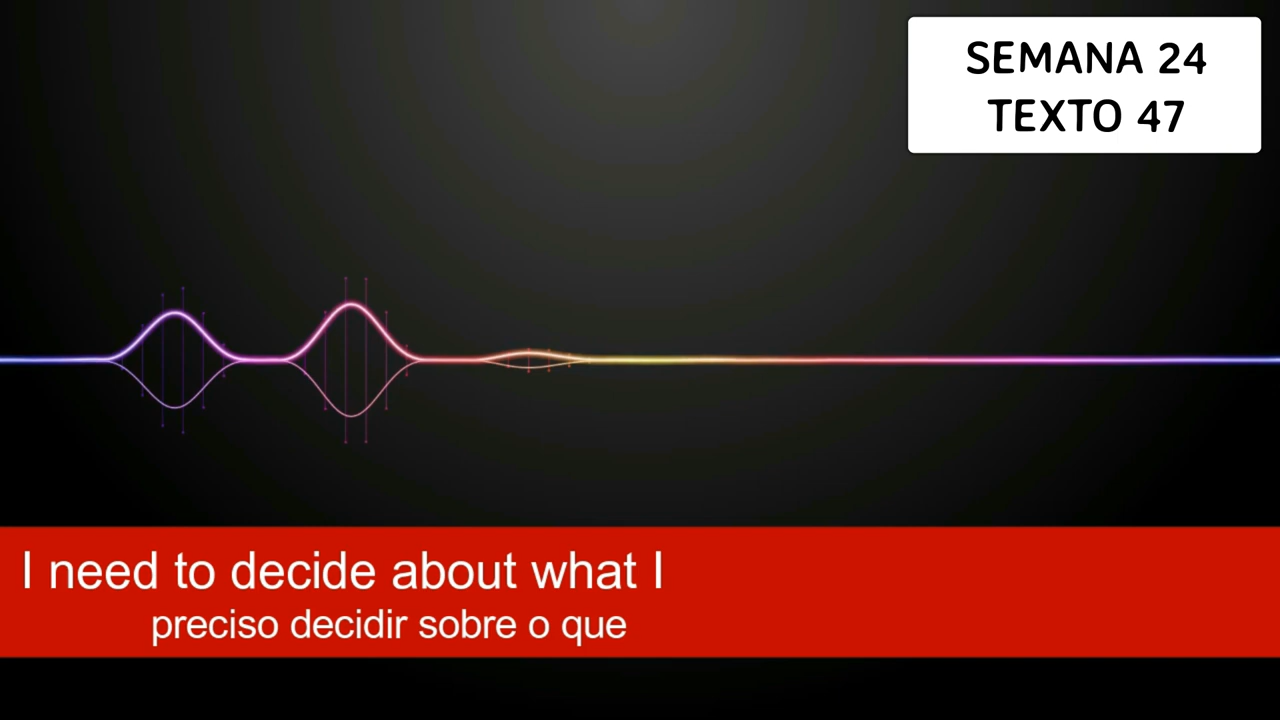 SEMANA 24
TEXTO 47
I need to decide about what I
preciso decidir sobre o que